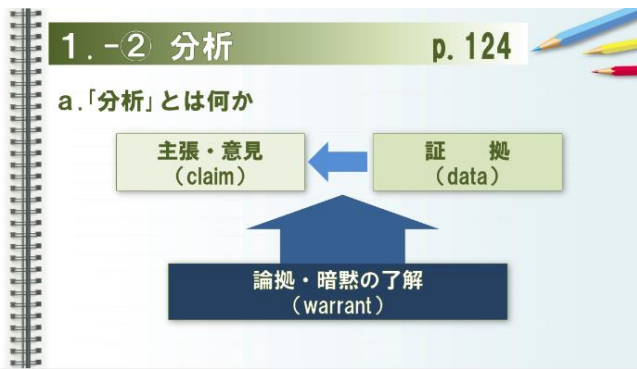 1.-② 分析 p.124
a.「分析」とは何か
主張・意見
(claim)
証 拠
(data)
論拠・暗黙の了解
(warrant)